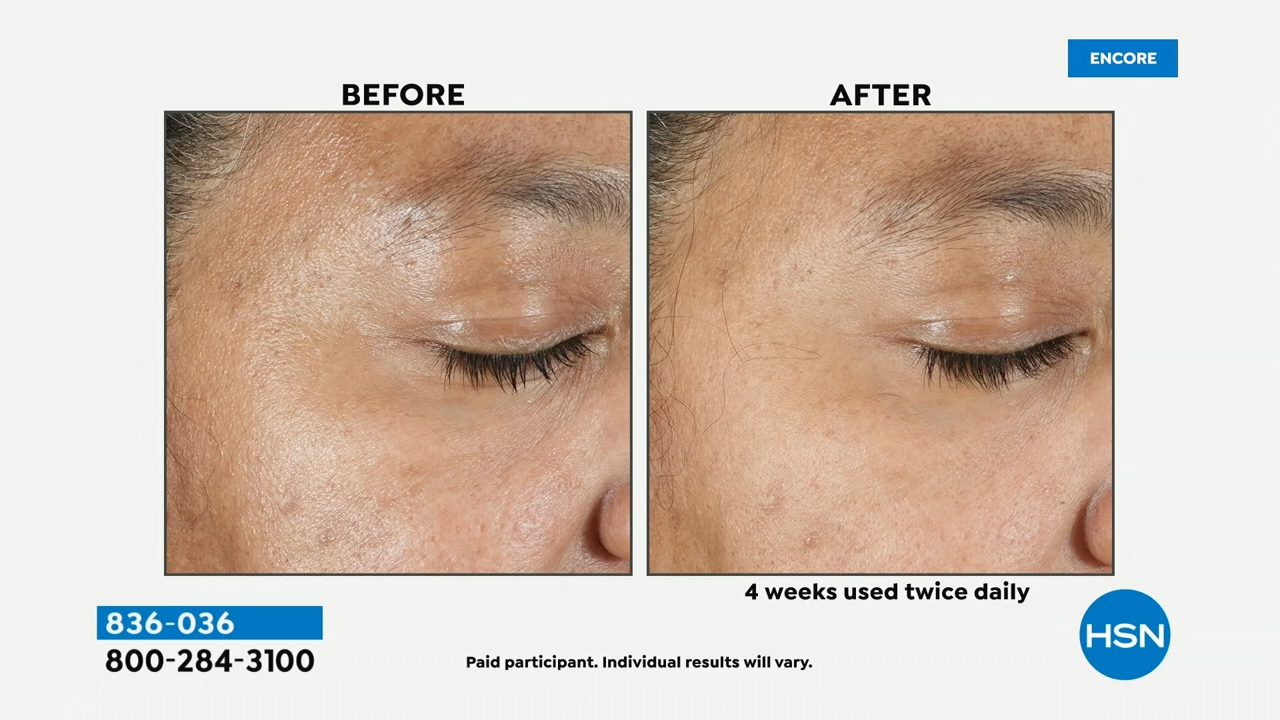 ENCORE
BEFORE
AFTER
4 weeks used twice daily
836-036
800-284-3100
Paid participant. Individual results will vary.
HSN